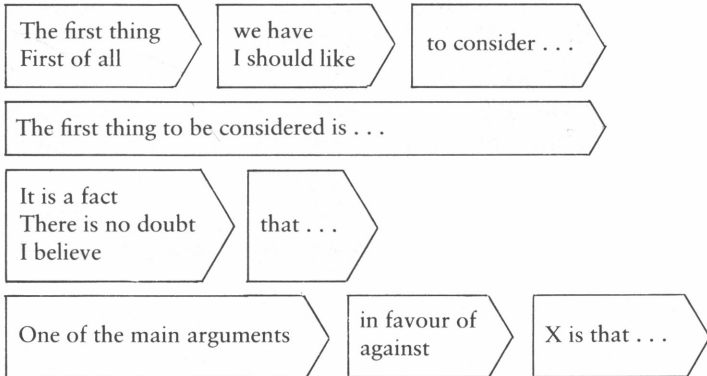 The first thing
First of all
we have
I should like
to consider . . .
The first thing to be considered is . . .
It is a fact
There is no doubt
I believe
that . . .
One of the main arguments
in favour of
against
X is that . . .